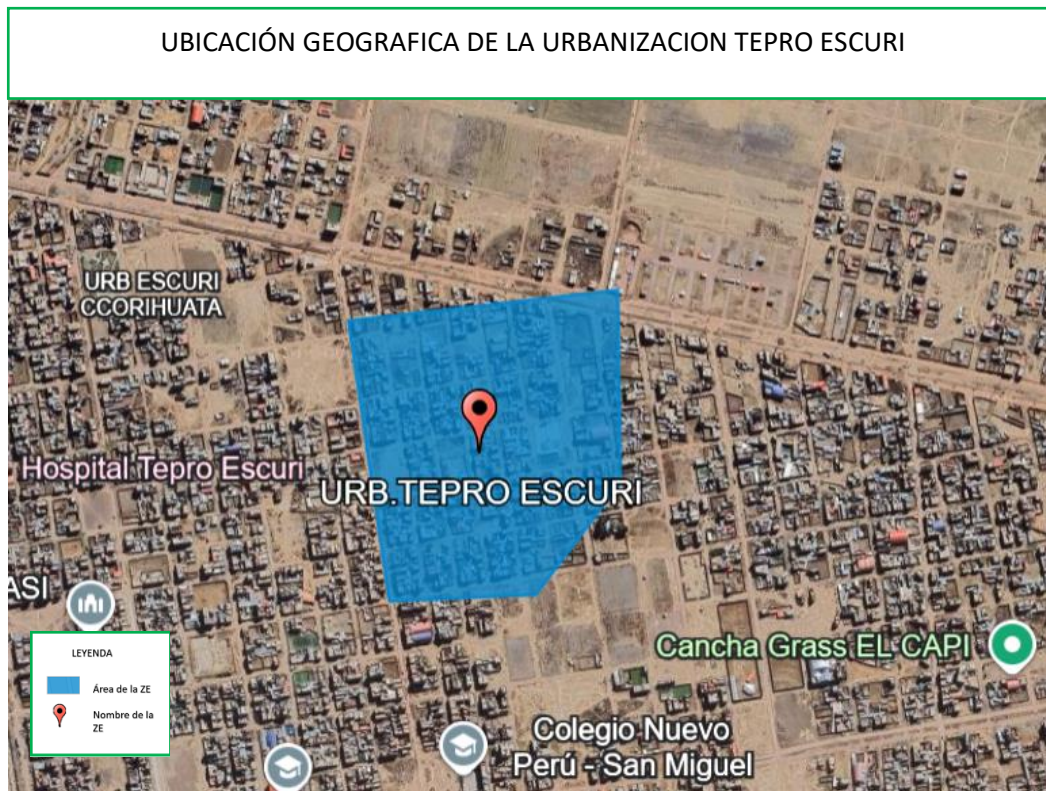 UBICACIÓN GEOGRAFICA DE LA URBANIZACION TEPRO ESCURI
URB ESCURI
CCORIHUATA
Hospital Tepro Escuri
URB.TEPRO ESCURI
ASI
Cancha Grass EL CAPI
LEYENDA
Área de la ZE
Nombre de la
ZE
Colegio Nuevo
Perú - San Miguel